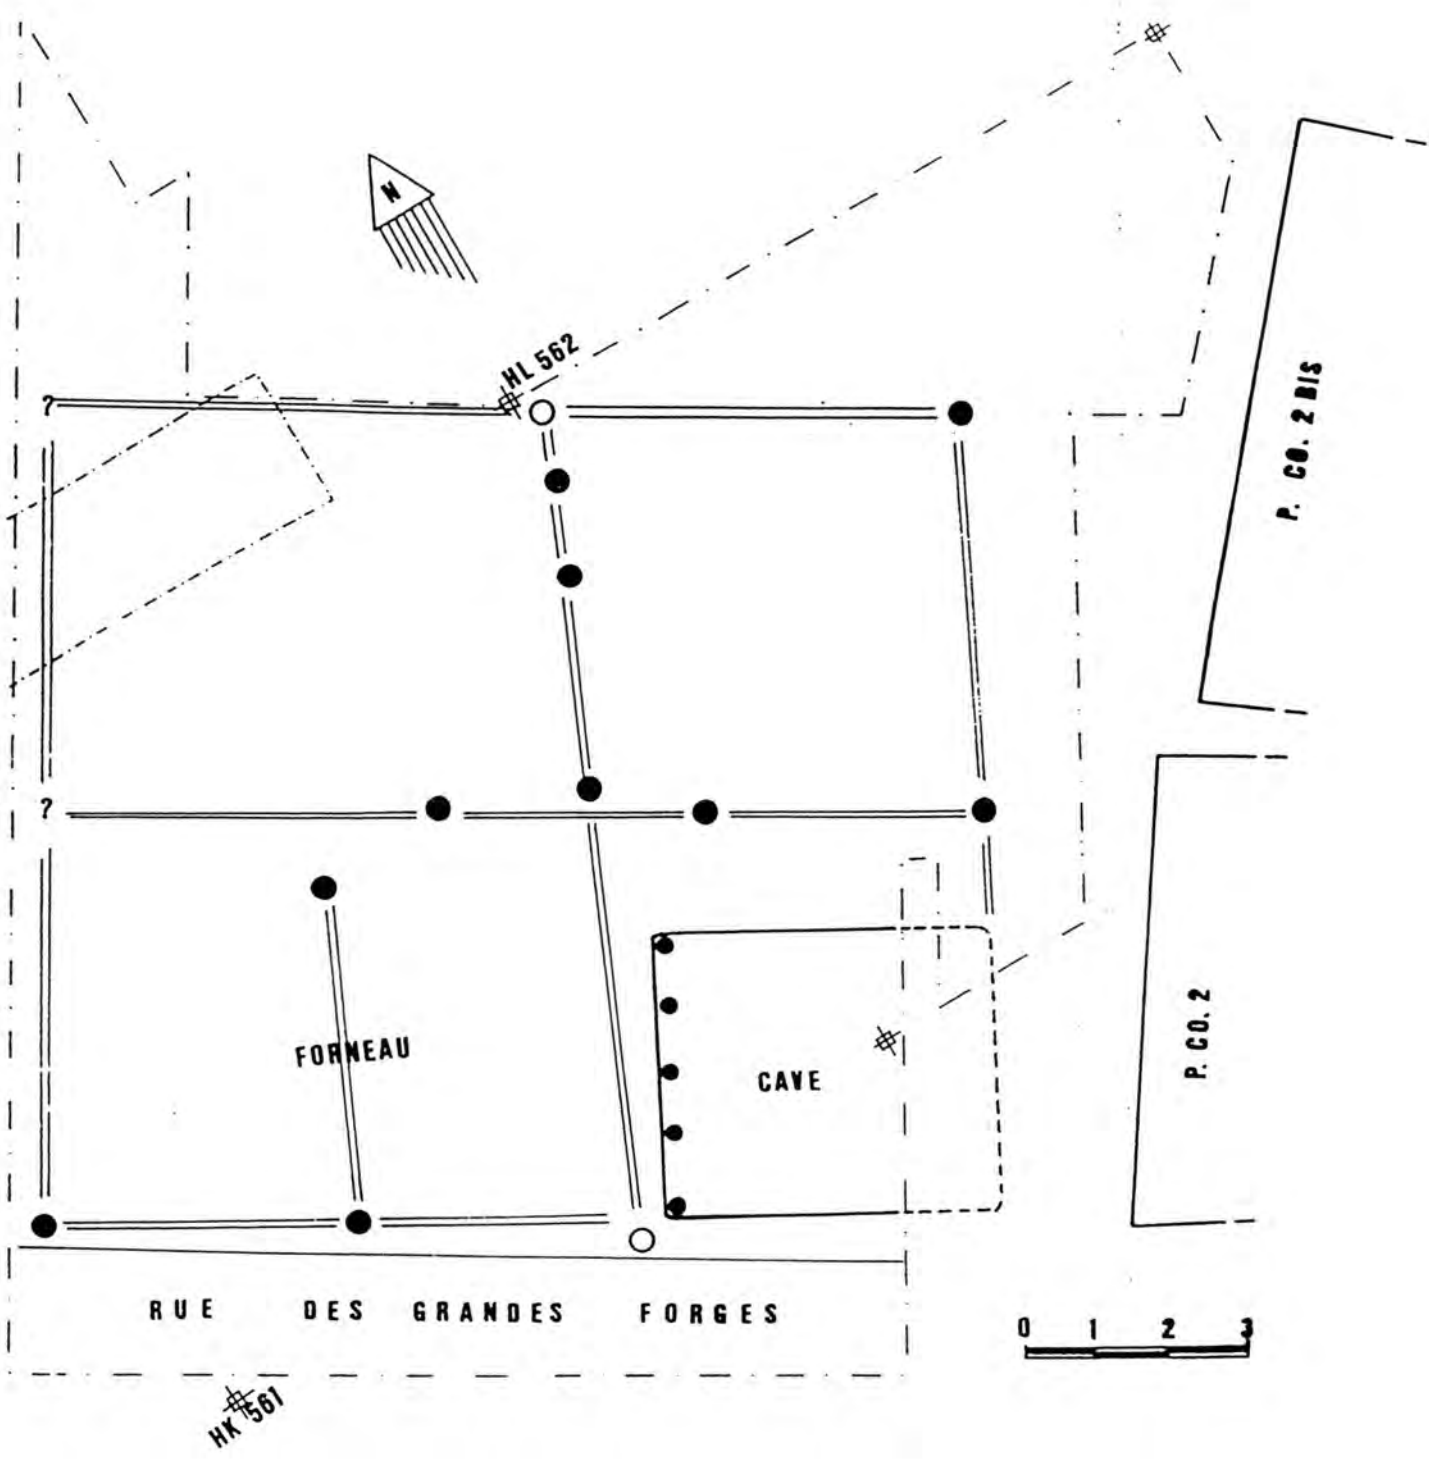 N
HL 562
?
P. CO. 2 BIS
?
FORNEAU
CAVE
P. CO. 2
RUE DES GRANDES FORGES
0 1 2 3
HK 561